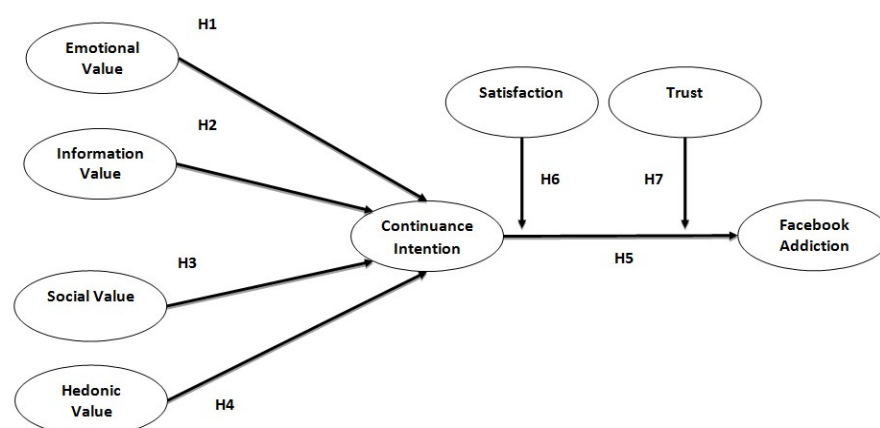 H1
Emotional
Value
H2
Information
Value
Satisfaction
Trust
H6
H7
Continuance
Intention
Facebook
Addiction
H5
H3
Social Value
Hedonic
Value
H4